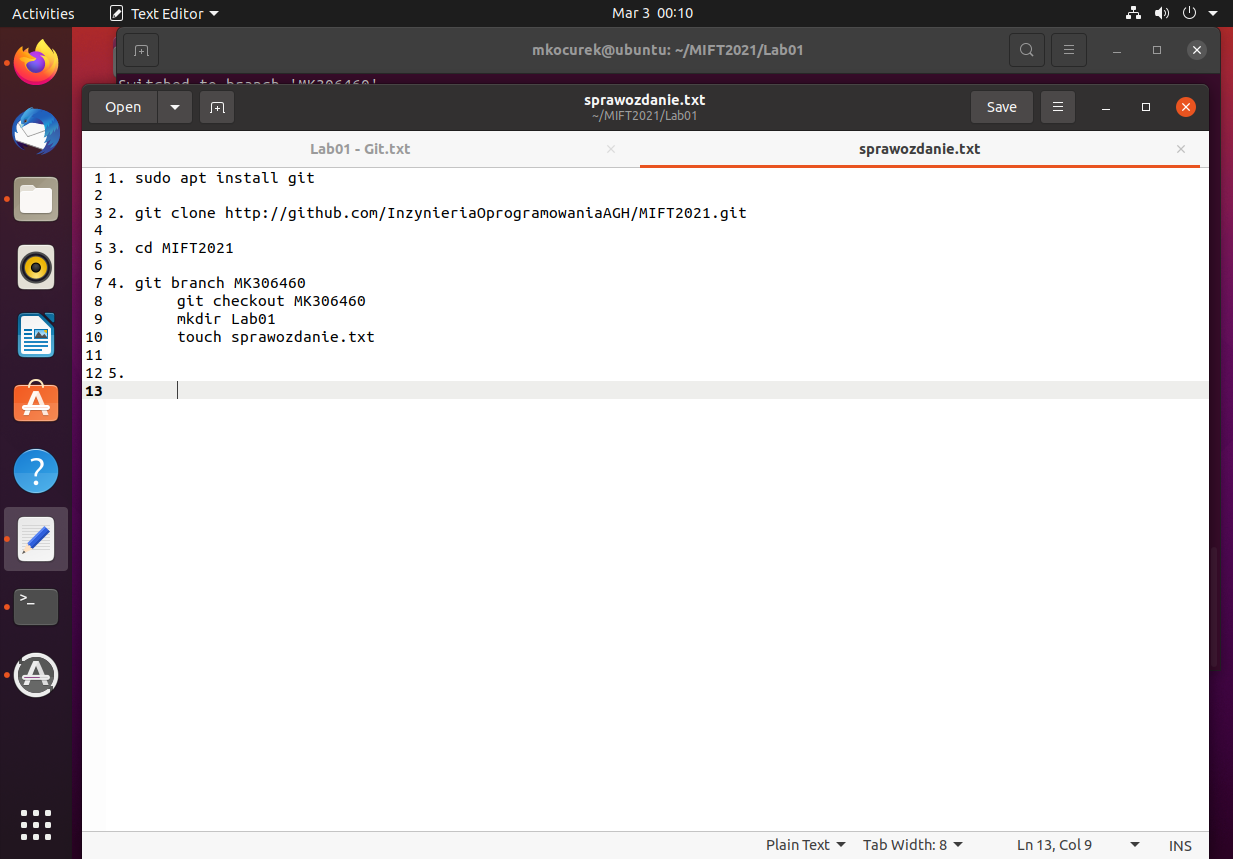 Activities
Text Editor
Mar 3 00:10
mkocurek@ubuntu: ~/MIFT2021/Lab01
Switched to branch 'MK306460'
Open
sprawozdanie.txt
~/MIFT2021/Lab01
Save
Lab01 - Git.txt
sprawozdanie.txt
1 1. sudo apt install git
2
3 2. git clone http://github.com/InzynieriaOprogramowaniaAGH/MIFT2021.git
4
5 3. cd MIFT2021
6
7 4. git branch MK306460
8 git checkout MK306460
9 mkdir Lab01
10 touch sprawozdanie.txt
11
12 5.
13
Plain Text
Tab Width: 8
Ln 13, Col 9
INS